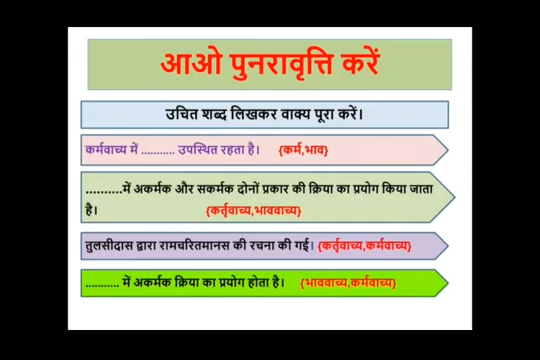 आओ पुनरावृत्ति करें
उचित शब्द लिखकर वाक्य पूरा करें।
कर्मवाच्य में ........... उपस्थित रहता है। {कर्म,भाव}
..........में अकर्मक और सकर्मक दोनों प्रकार की क्रिया का प्रयोग किया जाता
है। {कर्तृवाच्य,भाववाच्य}
तुलसीदास द्वारा रामचरितमानस की रचना की गई। {कर्तृवाच्य,कर्मवाच्य}
........... में अकर्मक क्रिया का प्रयोग होता है। {भाववाच्य,कर्मवाच्य}